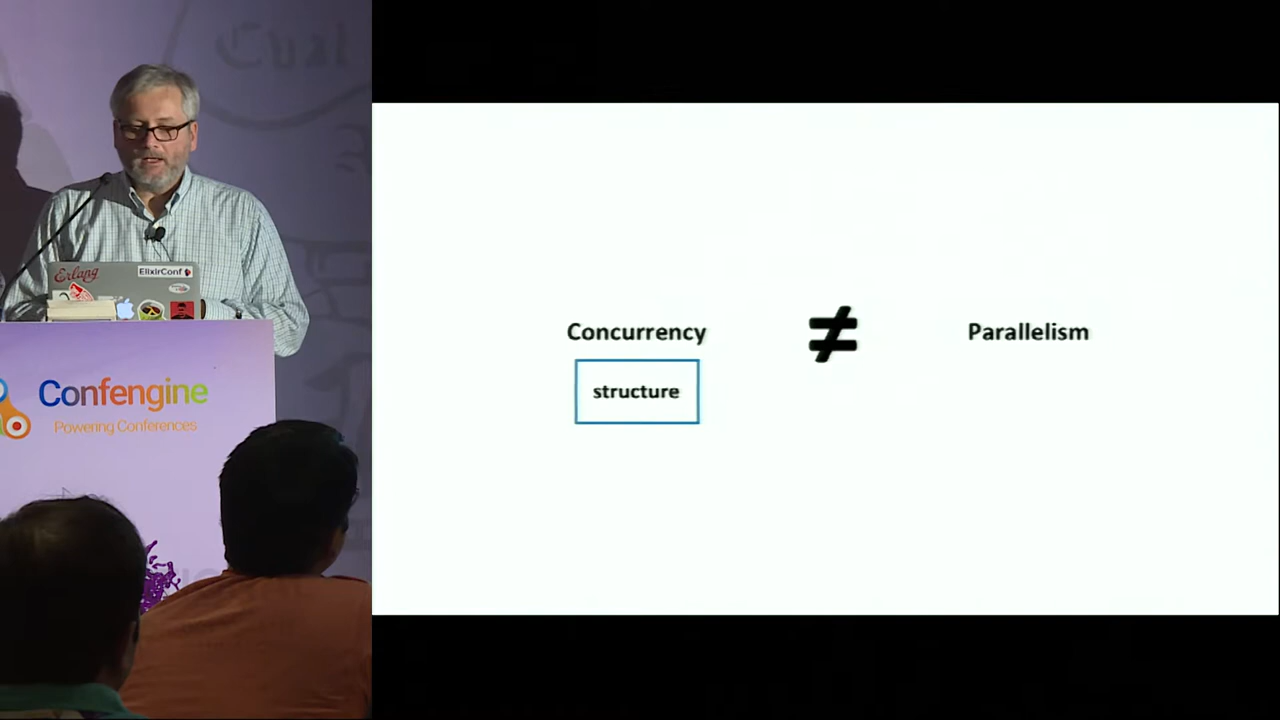 Erlang
ElixirConf
Confengine
Powering Conferences
Concurrency
≠
Parallelism
structure